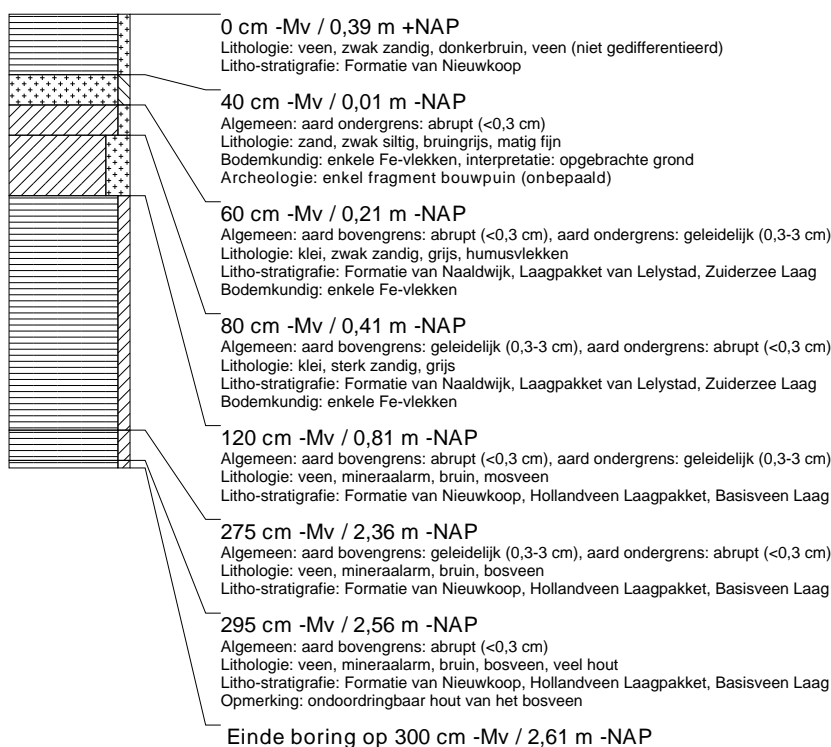 0 cm -Mv / 0,39 m +NAP
Lithologie: veen, zwak zandig, donkerbruin, veen (niet gedifferentieerd)
Litho-stratigrafie: Formatie van Nieuwkoop
40 cm -Mv / 0,01 m -NAP
Algemeen: aard ondergrens: abrupt (<0,3 cm)
Lithologie: zand, zwak siltig, bruingrijs, matig fijn
Bodemkundig: enkele Fe-vlekken, interpretatie: opgebrachte grond
Archeologie: enkel fragment bouwpuin (onbepaald)
60 cm -Mv / 0,21 m -NAP
Algemeen: aard bovengrens: abrupt (<0,3 cm), aard ondergrens: geleidelijk (0,3-3 cm)
Lithologie: klei, zwak zandig, grijs, humusvlekken
Litho-stratigrafie: Formatie van Naaldwijk, Laagpakket van Lelystad, Zuiderzee Laag
Bodemkundig: enkele Fe-vlekken
80 cm -Mv / 0,41 m -NAP
Algemeen: aard bovengrens: geleidelijk (0,3-3 cm), aard ondergrens: abrupt (<0,3 cm)
Lithologie: klei, sterk zandig, grijs
Litho-stratigrafie: Formatie van Naaldwijk, Laagpakket van Lelystad, Zuiderzee Laag
Bodemkundig: enkele Fe-vlekken
120 cm -Mv / 0,81 m -NAP
Algemeen: aard bovengrens: abrupt (<0,3 cm), aard ondergrens: geleidelijk (0,3-3 cm)
Lithologie: veen, mineraalarm, bruin, mosveen
Litho-stratigrafie: Formatie van Nieuwkoop, Hollandveen Laagpakket, Basisveen Laag
275 cm -Mv / 2,36 m -NAP
Algemeen: aard bovengrens: geleidelijk (0,3-3 cm), aard ondergrens: abrupt (<0,3 cm)
Lithologie: veen, mineraalarm, bruin, bosveen
Litho-stratigrafie: Formatie van Nieuwkoop, Hollandveen Laagpakket, Basisveen Laag
295 cm -Mv / 2,56 m -NAP
Algemeen: aard bovengrens: abrupt (<0,3 cm)
Lithologie: veen, mineraalarm, bruin, bosveen, veel hout
Litho-stratigrafie: Formatie van Nieuwkoop, Hollandveen Laagpakket, Basisveen Laag
Opmerking: ondoordringbaar hout van het bosveen
Einde boring op 300 cm -Mv / 2,61 m -NAP